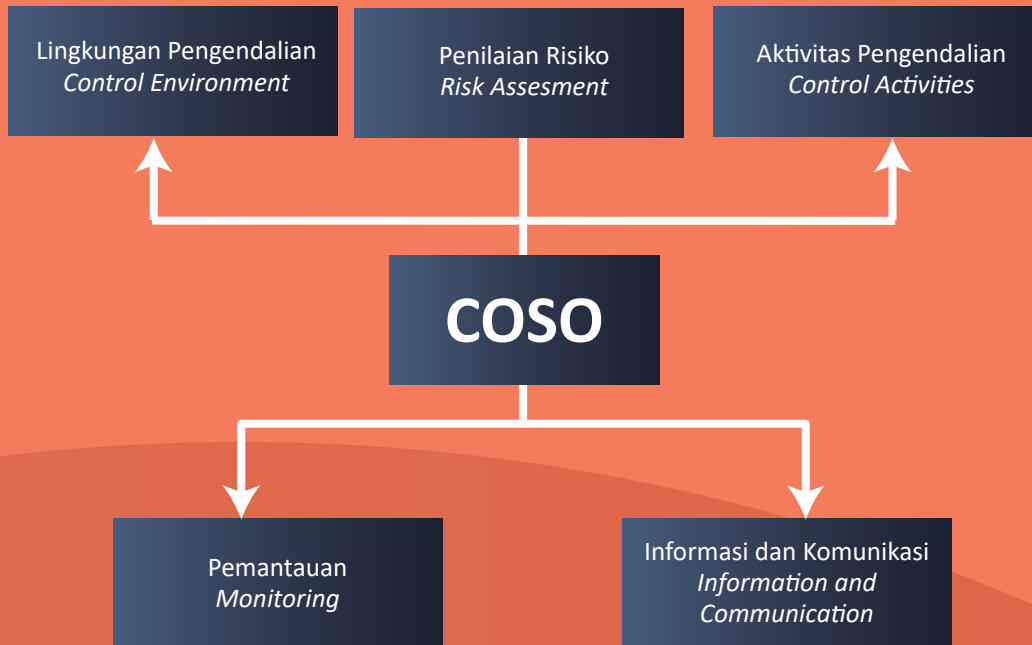 Lingkungan Pengendalian
Control Environment
Penilaian Risiko
Risk Assesment
Aktivitas Pengendalian
Control Activities
COSO
Pemantauan
Monitoring
Informasi dan Komunikasi
Information and
Communication